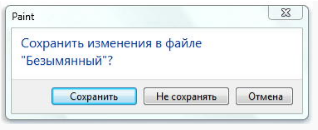 Paint
Сохранить изменения в файле
"Безымянный"?
Сохранить
Не сохранять
Отмена